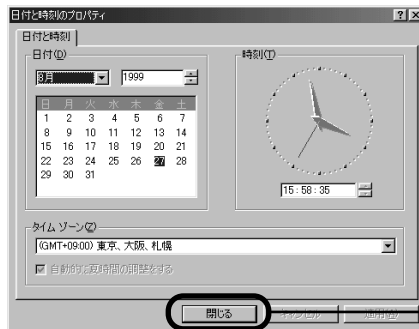 日付と時刻のプロパティ
日付と時刻
日付(D)
8月 1999
日 月 火 水 木 金 土
1 2 3 4 5 6 7
8 9 10 11 12 13 14
15 16 17 18 19 20 21
22 23 24 25 26 27 28
29 30 31
時刻(T)
15:58:35
タイム ゾーン(Z)
(GMT+09:00) 東京、大阪、札幌
自動的に夏時間の調整をする
閉じる キャンセル 適用(A)